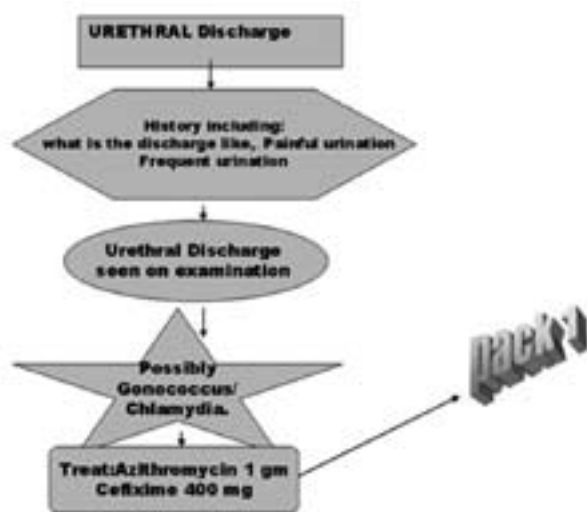 URETHRAL Discharge
History including:
what is the discharge like, Painful urination
Frequent urination
Urethral Discharge
seen on examination
Possibly
Gonococcus/
Chlamydia.
Treat:Azithromycin 1 gm
Cefixime 400 mg
pack 1